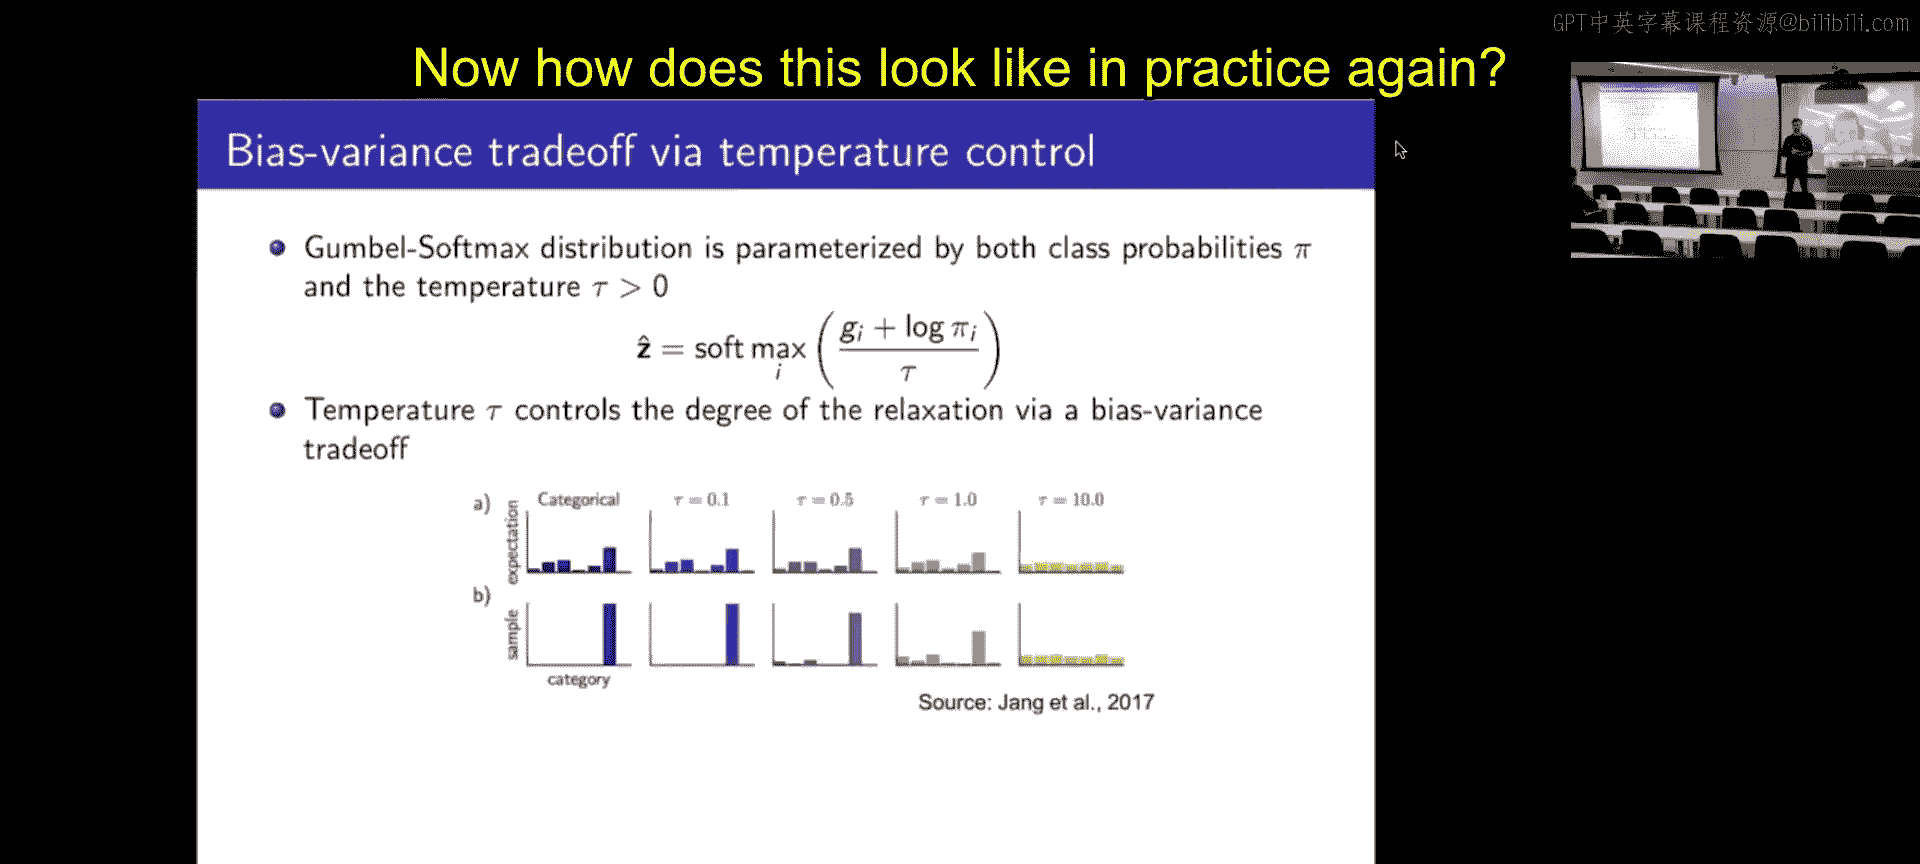 GPT中英字幕课程资源@bilibili.com
Now how does this look like in practice again?
Bias-variance tradeoff via temperature control
Gumbel-Softmax distribution is parameterized by both class probabilities π
and the temperature τ > 0
ẑ = soft max_i ( (g_i + log π_i) / τ )
Temperature τ controls the degree of the relaxation via a bias-variance
tradeoff
a) expectation Categorical τ = 0.1 τ = 0.5 τ = 1.0 τ = 10.0
b) sample
category
Source: Jang et al., 2017